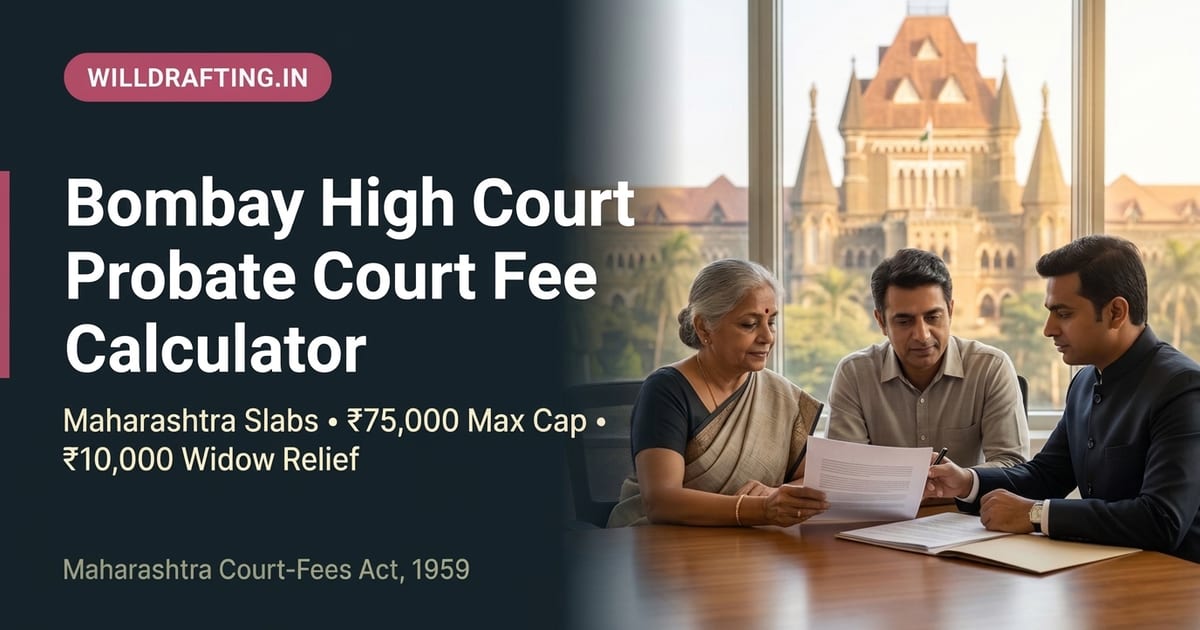 WILLDRAFTING.IN
Bombay High Court
Probate Court Fee
Calculator
Maharashtra Slabs • ₹75,000 Max Cap •
₹10,000 Widow Relief
Maharashtra Court-Fees Act, 1959